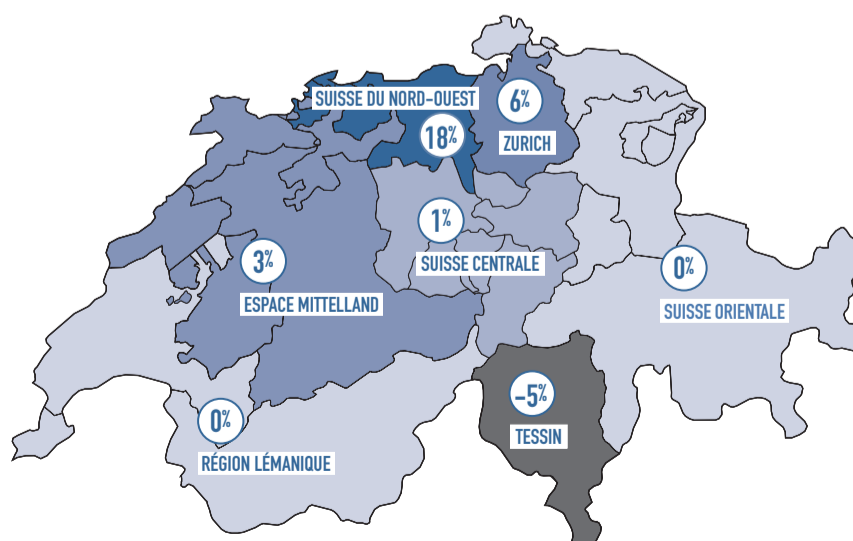 SUISSE DU NORD-OUEST
18%
6%
ZURICH
1%
SUISSE CENTRALE
3%
ESPACE MITTELLAND
0%
SUISSE ORIENTALE
–5%
TESSIN
0%
RÉGION LÉMANIQUE